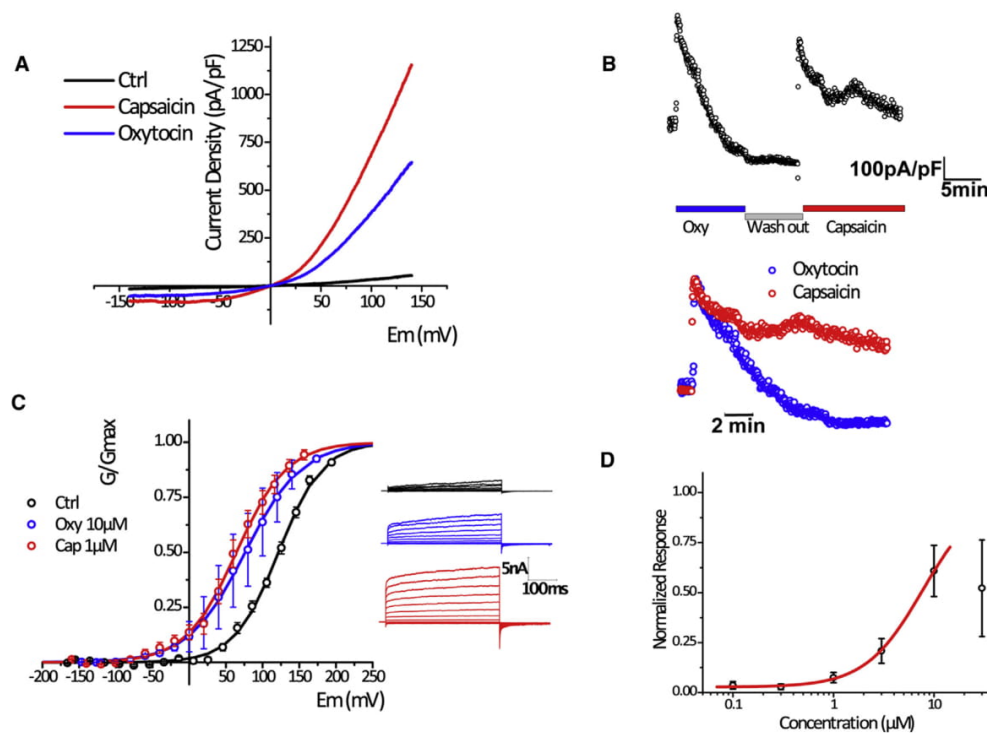 A
Ctrl
Capsaicin
Oxytocin
Current Density (pA/pF)
1250
1000
750
500
250
-150
-100
-50
0
50
100
150
Em (mV)
B
100pA/pF
5min
Oxy
Wash out
Capsaicin
Oxytocin
Capsaicin
2 min
C
G/Gmax
1.00
0.75
0.50
0.25
Ctrl
Oxy 10μM
Cap 1μM
-200
-150
-100
-50
0
50
100
150
200
250
Em (mV)
5nA
100ms
D
Normalized Response
1.00
0.75
0.50
0.25
0.00
0.1
1
10
Concentration (μM)